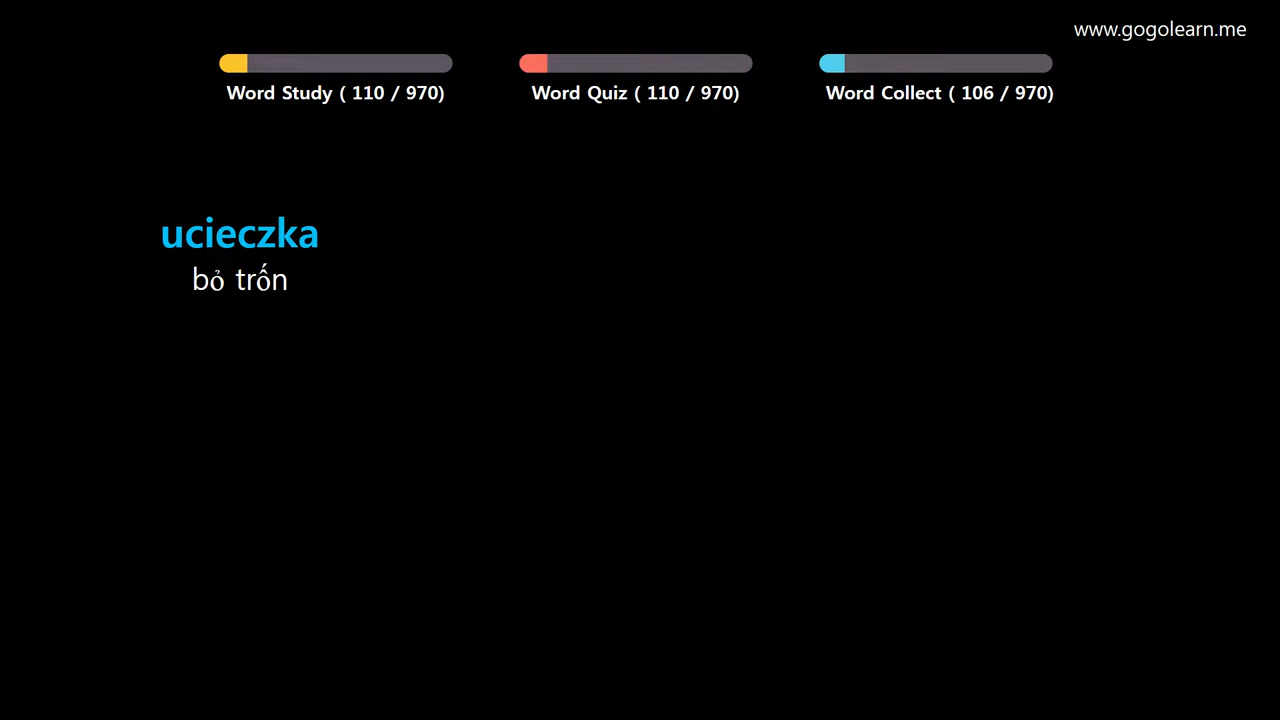 www.gogolearn.me
Word Study ( 110 / 970)
Word Quiz ( 110 / 970)
Word Collect ( 106 / 970)
ucieczka
bỏ trốn